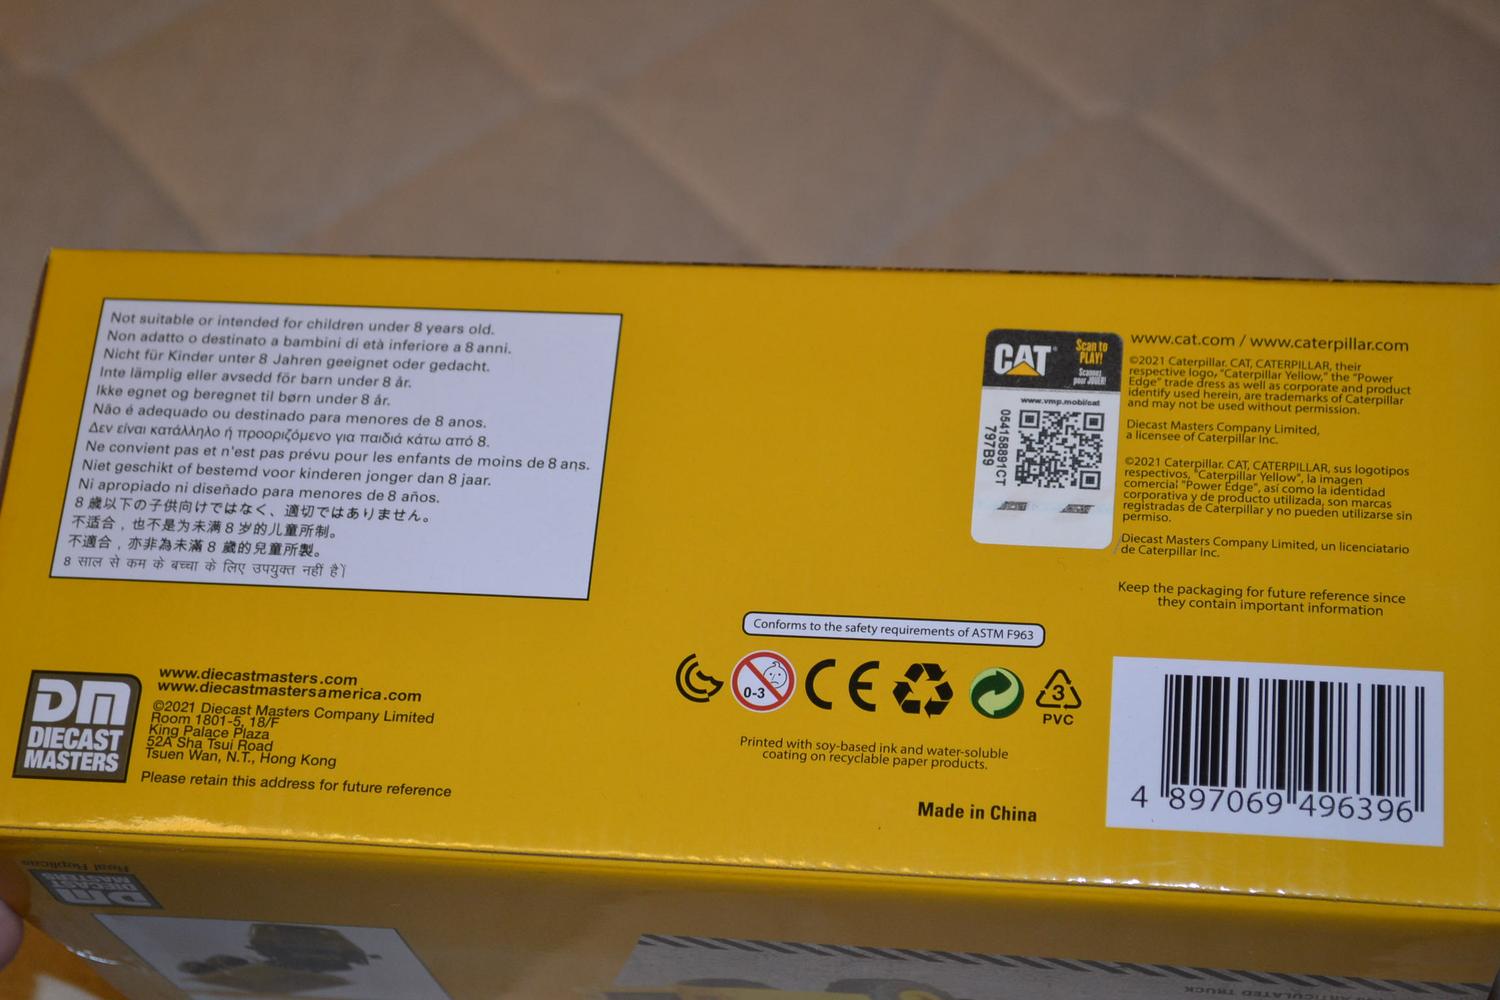 Not suitable or intended for children under 8 years old.
Non adatto o destinato a bambini di età inferiore a 8 anni.
Nicht für Kinder unter 8 Jahren geeignet oder gedacht.
Inte lämplig eller avsedd för barn under 8 år.
Ikke egnet og beregnet til børn under 8 år.
Não é adequado ou destinado para menores de 8 anos.
Δεν είναι κατάλληλο ή προοριζόμενο για παιδιά κάτω από 8.
Ne convient pas et n'est pas prévu pour les enfants de moins de 8 ans.
Niet geschikt of bestemd voor kinderen jonger dan 8 jaar.
Ni apropiado ni diseñado para menores de 8 años.
8 歳以下の子供向けではなく、適切ではありません。
不适合，也不是为未满 8 岁的儿童所制。
不適合，亦非為未滿 8 歲的兒童所製。
8 साल से कम के बच्चा के लिए उपयुक्त नहीं है।
DM
DIECAST
MASTERS
www.diecastmasters.com
www.diecastmastersamerica.com
©2021 Diecast Masters Company Limited
Room 1801-5, 18/F
King Palace Plaza
52A Sha Tsui Road
Tsuen Wan, N.T., Hong Kong
Please retain this address for future reference
CAT
Scan to
PLAY!
Scannez
pour JOUER!
www.vmp.mobi/cat
054158891CT
797B9
www.cat.com / www.caterpillar.com
©2021 Caterpillar. CAT, CATERPILLAR, their
respective logo, "Caterpillar Yellow," the "Power
Edge" trade dress as well as corporate and product
identify used herein, are trademarks of Caterpillar
and may not be used without permission.
Diecast Masters Company Limited,
a licensee of Caterpillar Inc.
©2021 Caterpillar. CAT, CATERPILLAR, sus logotipos
respectivos, "Caterpillar Yellow", la imagen
comercial "Power Edge", así como la identidad
corporativa y de producto utilizada, son marcas
registradas de Caterpillar y no pueden utilizarse sin
permiso.
Diecast Masters Company Limited, un licenciatario
de Caterpillar Inc.
Keep the packaging for future reference since
they contain important information
Conforms to the safety requirements of ASTM F963
0-3
CE
3
PVC
Printed with soy-based ink and water-soluble
coating on recyclable paper products.
Made in China
4 897069 496396
Real Replicas
DM
DIECAST
MASTERS
ARTICULATED TRUCK